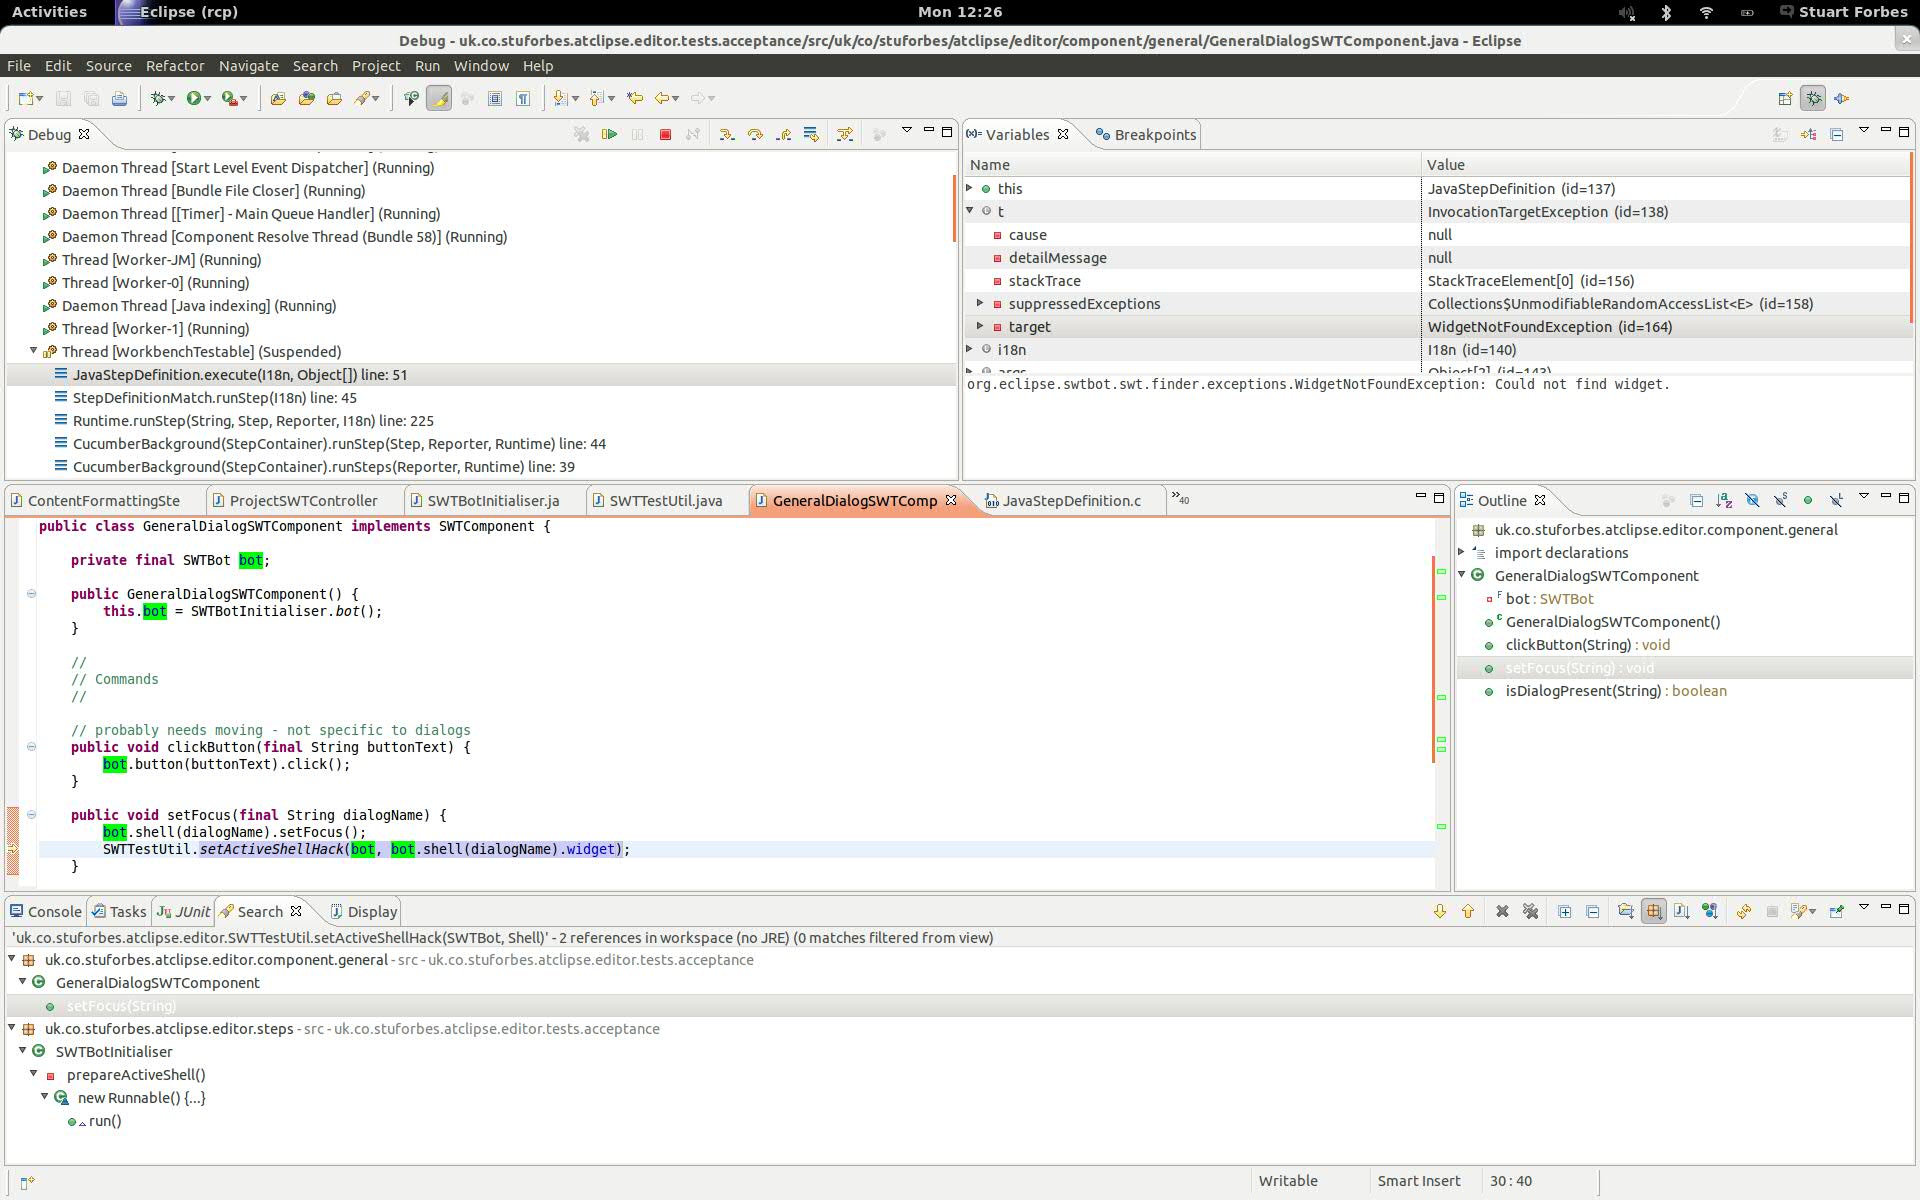 Activities Eclipse (rcp) Mon 12:26 Stuart Forbes
Debug - uk.co.stuforbes.atclipse.editor.tests.acceptance/src/uk/co/stuforbes/atclipse/editor/component/general/GeneralDialogSWTComponent.java - Eclipse
File Edit Source Refactor Navigate Search Project Run Window Help
Debug
Daemon Thread [Start Level Event Dispatcher] (Running)
Daemon Thread [Bundle File Closer] (Running)
Daemon Thread [[Timer] - Main Queue Handler] (Running)
Daemon Thread [Component Resolve Thread (Bundle 58)] (Running)
Thread [Worker-JM] (Running)
Thread [Worker-0] (Running)
Daemon Thread [Java indexing] (Running)
Thread [Worker-1] (Running)
Thread [WorkbenchTestable] (Suspended)
JavaStepDefinition.execute(I18n, Object[]) line: 51
StepDefinitionMatch.runStep(I18n) line: 45
Runtime.runStep(String, Step, Reporter, I18n) line: 225
CucumberBackground(StepContainer).runStep(Step, Reporter, Runtime) line: 44
CucumberBackground(StepContainer).runSteps(Reporter, Runtime) line: 39
Variables Breakpoints
Name Value
this JavaStepDefinition (id=137)
t InvocationTargetException (id=138)
cause null
detailMessage null
stackTrace StackTraceElement[0] (id=156)
suppressedExceptions Collections$UnmodifiableRandomAccessList<E> (id=158)
target WidgetNotFoundException (id=164)
i18n I18n (id=140)
args Object[2] (id=143)
org.eclipse.swtbot.swt.finder.exceptions.WidgetNotFoundException: Could not find widget.
ContentFormattingSte ProjectSWTController SWTBotInitialiser.ja SWTTestUtil.java GeneralDialogSWTComp JavaStepDefinition.c »40
public class GeneralDialogSWTComponent implements SWTComponent {
private final SWTBot bot;
public GeneralDialogSWTComponent() {
this.bot = SWTBotInitialiser.bot();
}
//
// Commands
//
// probably needs moving - not specific to dialogs
public void clickButton(final String buttonText) {
bot.button(buttonText).click();
}
public void setFocus(final String dialogName) {
bot.shell(dialogName).setFocus();
SWTTestUtil.setActiveShellHack(bot, bot.shell(dialogName).widget);
}
Outline
uk.co.stuforbes.atclipse.editor.component.general
import declarations
GeneralDialogSWTComponent
bot : SWTBot
GeneralDialogSWTComponent()
clickButton(String) : void
setFocus(String) : void
isDialogPresent(String) : boolean
Console Tasks JUnit Search Display
'uk.co.stuforbes.atclipse.editor.SWTTestUtil.setActiveShellHack(SWTBot, Shell)' - 2 references in workspace (no JRE) (0 matches filtered from view)
uk.co.stuforbes.atclipse.editor.component.general - src - uk.co.stuforbes.atclipse.editor.tests.acceptance
GeneralDialogSWTComponent
setFocus(String)
uk.co.stuforbes.atclipse.editor.steps - src - uk.co.stuforbes.atclipse.editor.tests.acceptance
SWTBotInitialiser
prepareActiveShell()
new Runnable() {...}
run()
Writable Smart Insert 30 : 40